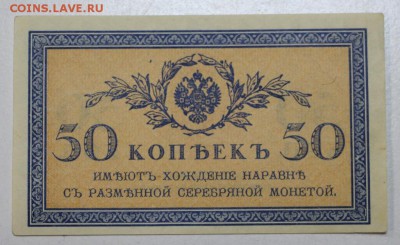 COINS.LAVE.RU
50 КОПѢЕКЪ 50
ИМѢЮТЪ ХОЖДЕНІЕ НАРАВНѢ
СЪ РАЗМѢННОЙ СЕРЕБРЯНОЙ МОНЕТОЙ.